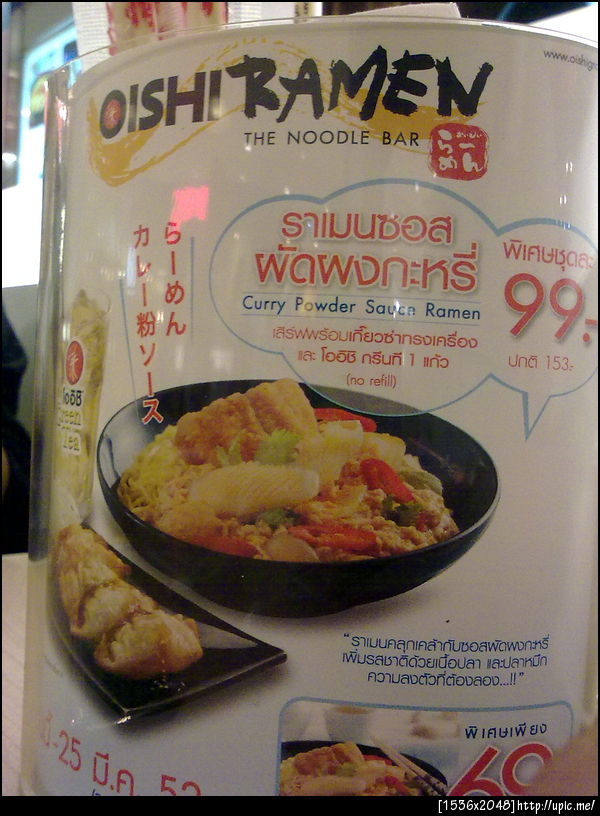 www.oishigr
OISHI RAMEN
THE NOODLE BAR
らーめん
らーめん
カレー粉ソース
ราเมนซอส
ผัดผงกะหรี่
Curry Powder Sauce Ramen
เสิร์ฟพร้อมเกี๊ยวซ่าทรงเครื่อง
และ โออิชิ กรีนที 1 แก้ว
(no refill)
พิเศษชุดละ
99.-
ปกติ 153.-
โออิชิ
Green
Tea
“ราเมนคลุกเคล้ากับซอสผัดผงกะหรี่
เพิ่มรสชาติด้วยเนื้อปลา และปลาหมึก
ความลงตัวที่ต้องลอง...!!”
พิเศษเพียง
69
-25 มี.ค. 52
[1536x2048]http://upic.me/